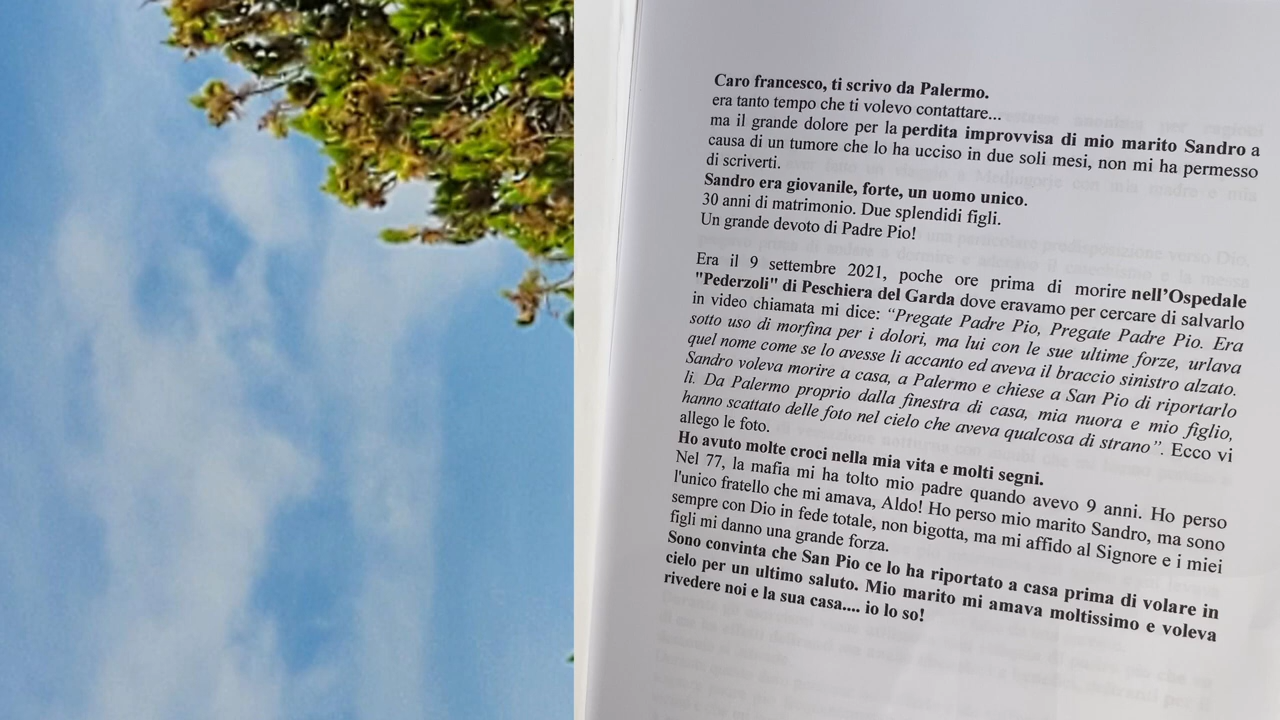 Caro francesco, ti scrivo da Palermo.
era tanto tempo che ti volevo contattare...
ma il grande dolore per la perdita improvvisa di mio marito Sandro a
causa di un tumore che lo ha ucciso in due soli mesi, non mi ha permesso
di scriverti.
Sandro era giovanile, forte, un uomo unico.
30 anni di matrimonio. Due splendidi figli.
Un grande devoto di Padre Pio!
Era il 9 settembre 2021, poche ore prima di morire nell'Ospedale
"Pederzoli" di Peschiera del Garda dove eravamo per cercare di salvarlo
in video chiamata mi dice: “Pregate Padre Pio, Pregate Padre Pio. Era
sotto uso di morfina per i dolori, ma lui con le sue ultime forze, urlava
quel nome come se lo avesse li accanto ed aveva il braccio sinistro alzato.
Sandro voleva morire a casa, a Palermo e chiese a San Pio di riportarlo
li. Da Palermo proprio dalla finestra di casa, mia nuora e mio figlio,
hanno scattato delle foto nel cielo che aveva qualcosa di strano”. Ecco vi
allego le foto.
Ho avuto molte croci nella mia vita e molti segni.
Nel 77, la mafia mi ha tolto mio padre quando avevo 9 anni. Ho perso
l'unico fratello che mi amava, Aldo! Ho perso mio marito Sandro, ma sono
sempre con Dio in fede totale, non bigotta, ma mi affido al Signore e i miei
figli mi danno una grande forza.
Sono convinta che San Pio ce lo ha riportato a casa prima di volare in
cielo per un ultimo saluto. Mio marito mi amava moltissimo e voleva
rivedere noi e la sua casa.... io lo so!